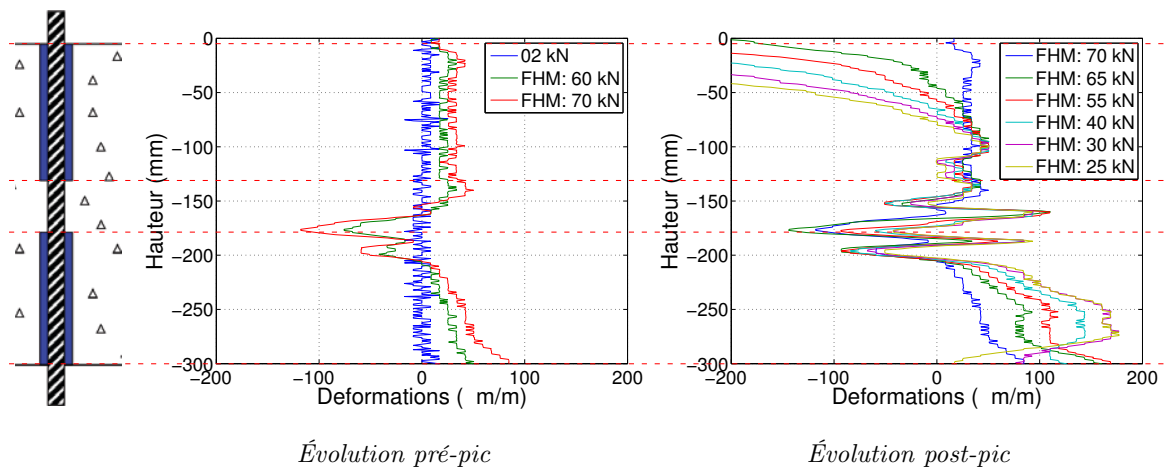 0
−50
−100
−150
−200
−250
−300
Hauteur (mm)
−200
−100
0
100
200
Deformations ( m/m)
02 kN
FHM: 60 kN
FHM: 70 kN
Évolution pré-pic
0
−50
−100
−150
−200
−250
−300
Hauteur (mm)
−200
−100
0
100
200
Deformations ( m/m)
FHM: 70 kN
FHM: 65 kN
FHM: 55 kN
FHM: 40 kN
FHM: 30 kN
FHM: 25 kN
Évolution post-pic